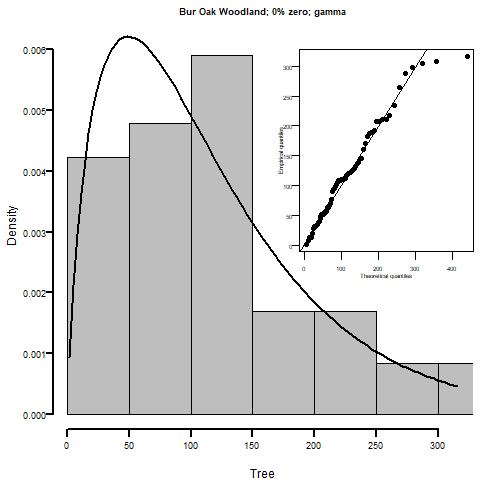 Bur Oak Woodland; 0% zero; gamma
0.006
0.005
0.004
0.003
0.002
0.001
0.000
Density
0 50 100 150 200 250 300
Tree
300
200
150
100
50
0
Empirical quantiles
0 100 200 300 400
Theoretical quantiles